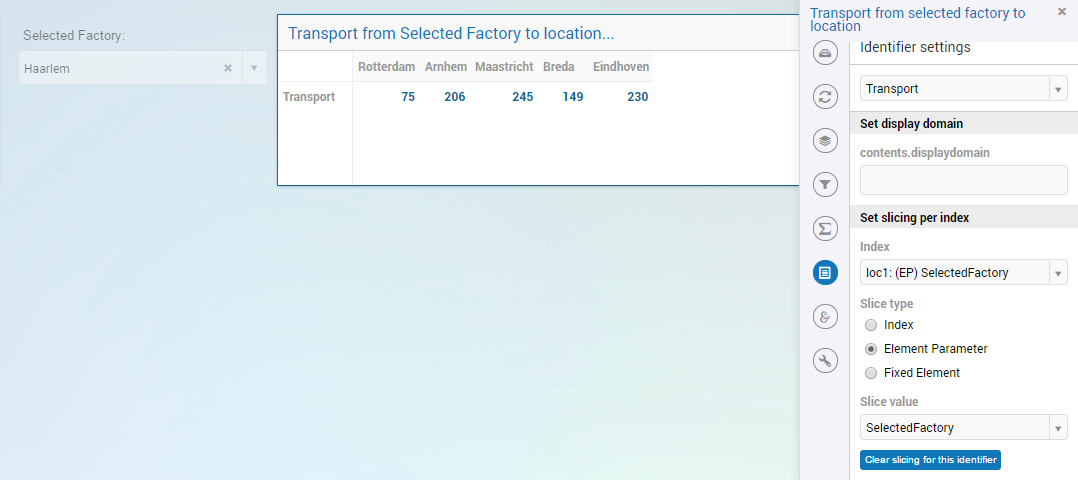 Selected Factory:
Haarlem
Transport from Selected Factory to location...
Rotterdam Arnhem Maastricht Breda Eindhoven
Transport 75 206 245 149 230
Transport from selected factory to
location
Identifier settings
Transport
Set display domain
contents.displaydomain
Set slicing per index
Index
loc1: (EP) SelectedFactory
Slice type
Index
Element Parameter
Fixed Element
Slice value
SelectedFactory
Clear slicing for this identifier